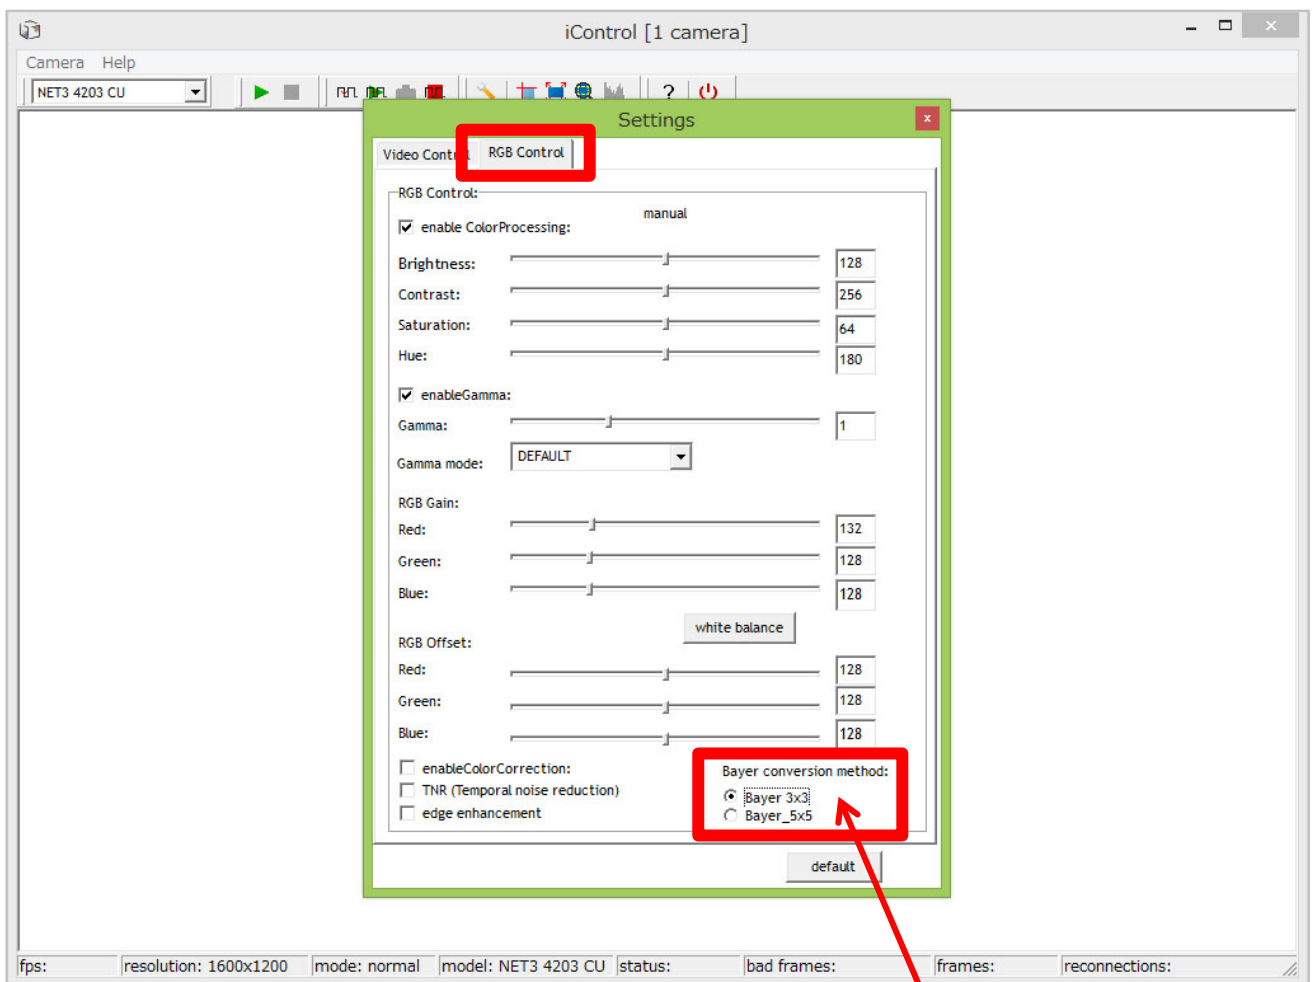 iControl [1 camera]
Camera Help
NET3 4203 CU
?
Settings
x
Video Control RGB Control
RGB Control:
manual
enable ColorProcessing:
Brightness: 128
Contrast: 256
Saturation: 64
Hue: 180
enableGamma:
Gamma: 1
Gamma mode: DEFAULT
RGB Gain:
Red: 132
Green: 128
Blue: 128
white balance
RGB Offset:
Red: 128
Green: 128
Blue: 128
enableColorCorrection:
TNR (Temporal noise reduction)
edge enhancement
Bayer conversion method:
Bayer 3x3
Bayer_5x5
default
fps: resolution: 1600x1200 mode: normal model: NET3 4203 CU status: bad frames: frames: reconnections: